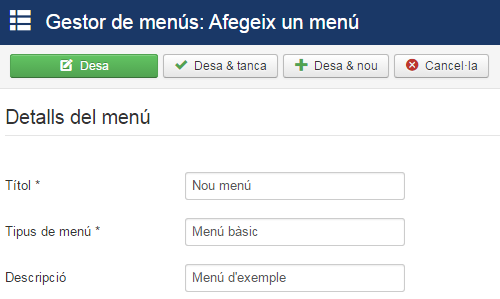 Gestor de menús: Afegeix un menú
Desa Desa & tanca Desa & nou Cancel·la
Detalls del menú
Títol * Nou menú
Tipus de menú * Menú bàsic
Descripció Menú d'exemple